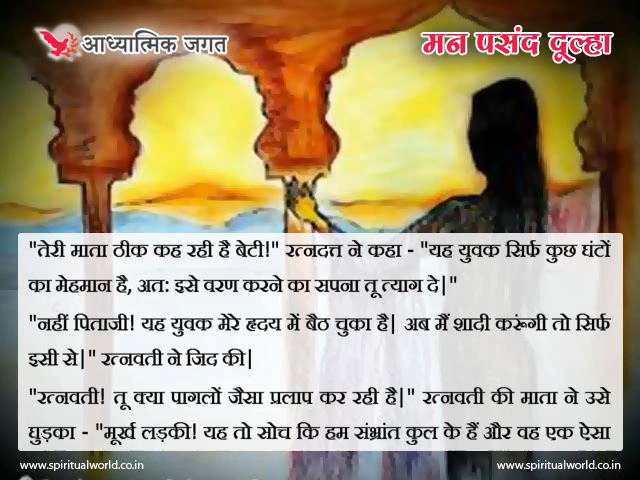 आध्यात्मिक जगत
मन पसंद दूल्हा
"तेरी माता ठीक कह रही है बेटी!" रत्नदत्त ने कहा - "यह युवक सिर्फ कुछ घंटों
का मेहमान है, अत: इसे वरण करने का सपना तू त्याग दे|"
"नहीं पिताजी! यह युवक मेरे हृदय में बैठ चुका है| अब मैं शादी करुंगी तो सिर्फ
इसी से|" रत्नवती ने जिद की|
"रत्नवती! तू क्या पागलों जैसा प्रलाप कर रही है|" रत्नवती की माता ने उसे
घुड़का - "मूर्ख लड़की! यह तो सोच कि हम संभ्रांत कुल के हैं और वह एक ऐसा
www.spiritualworld.co.in
www.spiritualworld.co.in